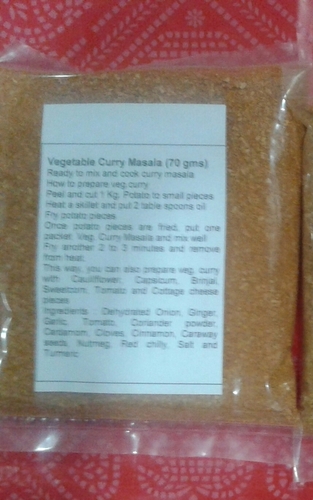 Vegetable Curry Masala (70 gms)
Ready to mix and cook curry masala
How to prepare veg.curry
Peel and cut 1 Kg. Potato to small pieces
Heat a skillet and put 2 table spoons oil
Fry potato pieces
Once potato pieces are fried, put one
packet, Veg. Curry Masala and mix well
Fry another 2 to 3 minutes and remove
from heat.
This way, you can also prepare veg. curry
with Cauliflower, Capsicum, Brinjal,
Sweetcorn, Tomato and Cottage cheese
pieces
Ingredients : Dehydrated Onion, Ginger,
Garlic, Tomato, Coriander powder,
Cardamom, Cloves, Cinnamon, Caraway
seeds, Nutmeg, Red chilly, Salt and
Turmeric